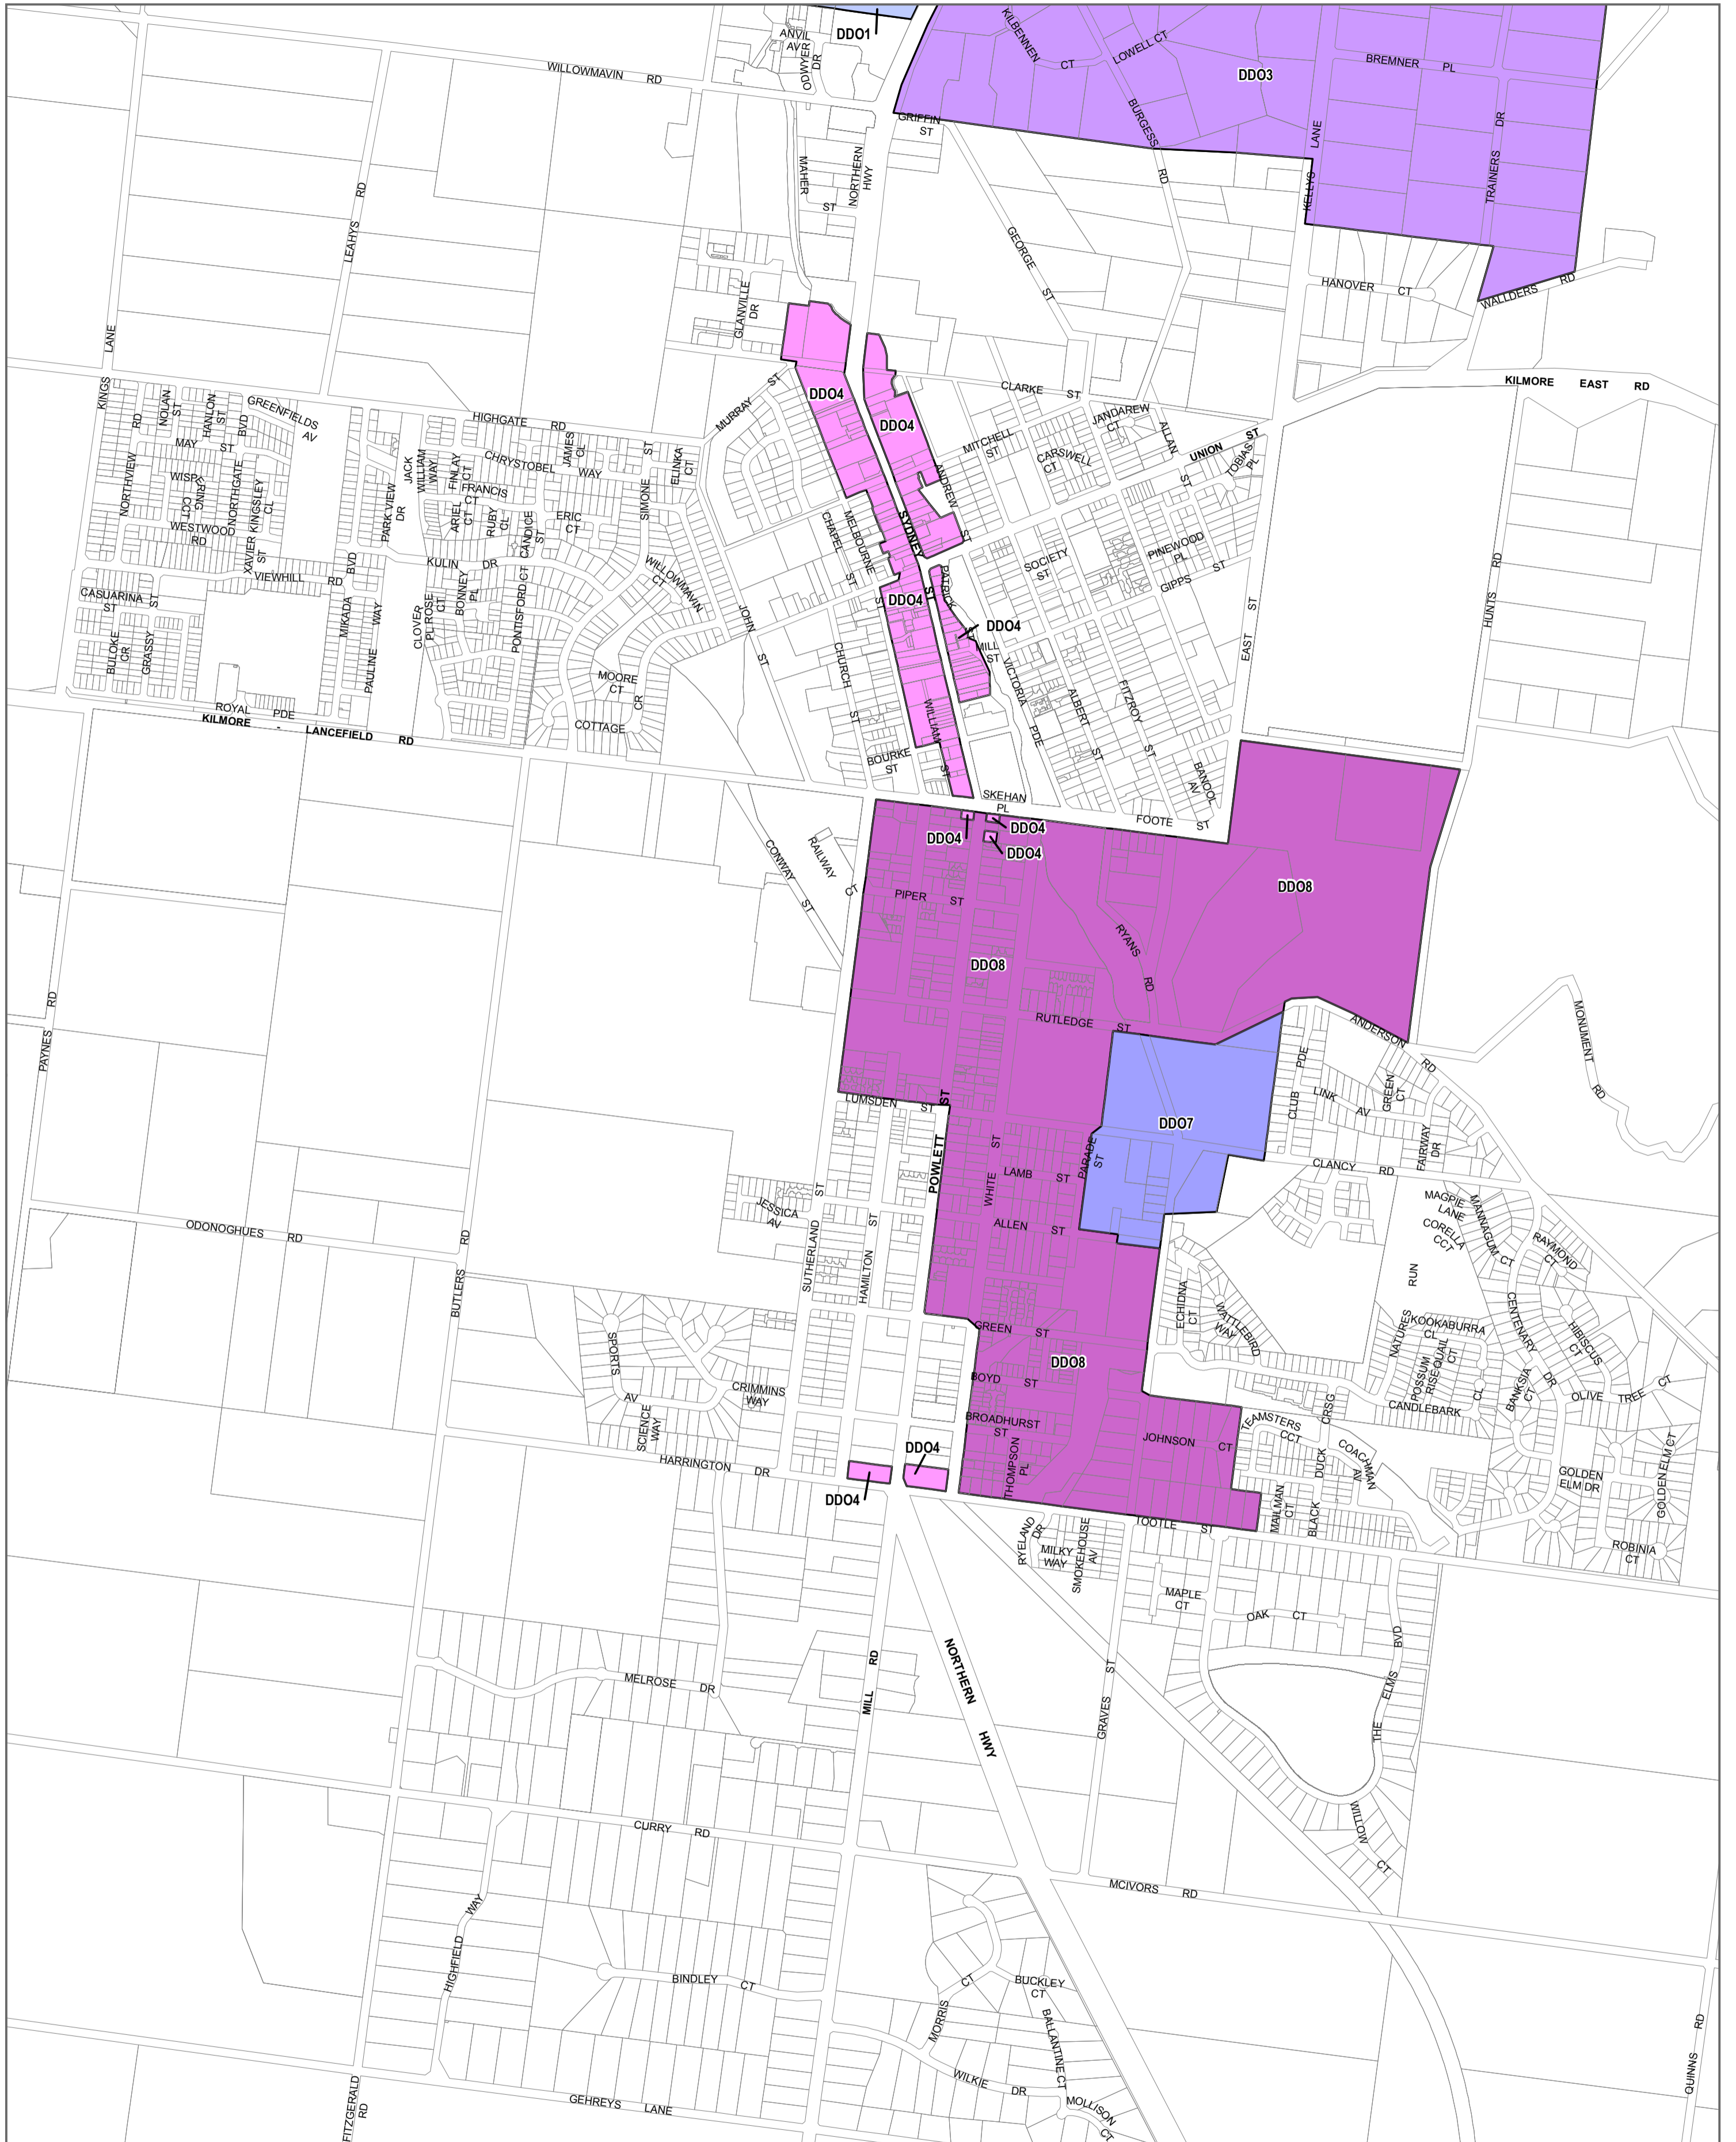 DDO1
ANVIL
AV
ODWYER
DR
WILLOWMAVIN RD
KILBENNEN
CT
LOWELL CT
DDO3
BREMNER PL
BURGESS
RD
GRIFFIN
ST
LANE
KELLYS
TRAINERS DR
MAHER
ST
NORTHERN
HWY
LEAHYS RD
GEORGE
ST
GLANVILLE
DR
HANOVER CT
WALLDERS RD
KILMORE EAST RD
LANE
KINGS
RD
NORTHVIEW
NOLAN
ST
HANLON
ST
BVD
NORTHGATE
GREENFIELDS
AV
MAY ST
WISP
CCT
ERNIG
WESTWOOD
RD
XAVIER
ST
KINGSLEY
CL
VIEWHILL RD
CASUARINA
ST
BULOKE
CR
GRASSY
ST
MIKADA
BVD
PAULINE
WAY
PARK VIEW
DR
JACK
WILLIAM
WAY
FINLAY
CT
HIGHGATE RD
CHRYSTOBEL WAY
JAMES
CL
FRANCIS
CT
ARIEL
CT
RUBY
CL
CANDICE
ST
ERIC
CT
SIMONE
ST
ELINKA
CT
MURRAY ST
KULIN DR
CLOVER
PL
ROSE
CT
BONNEY
PL
PONTISFORD CT
WILLOWMAVIN
CT
MOORE
CT
COTTAGE CR
ROYAL PDE
KILMORE - LANCEFIELD RD
DDO4
DDO4
CLARKE ST
MITCHELL
ST
JANDAREW
CT
CARSWELL
CT
ALLAN
ST
UNION ST
TOBIAS
PL
ANDREW
ST
SYDNEY
ST
CHAPEL
ST
MELBOURNE
ST
JOHN
ST
SOCIETY
ST
PINEWOOD
PL
GIPPS ST
PATRICK
ST
DDO4
DDO4
MILL
ST
CHURCH
ST
WILLIAM
ST
VICTORIA
PDE
ALBERT
ST
FITZROY
ST
BANOOL
AV
EAST ST
HUNTS RD
BOURKE
ST
SKEHAN
PL
FOOTE ST
DDO4
DDO4
DDO4
CONWAY
ST
RAILWAY
CT
PIPER ST
DDO8
RYANS
RD
DDO8
RUTLEDGE ST
ANDERSON
RD
MONUMENT
RD
PAYNES RD
CLUB PDE
LINK
AV
GREEN
CT
FAIRWAY
DR
LUMSDEN ST
POWLETT
ST
DDO7
WHITE ST
LAMB ST
PARADE
ST
ALLEN ST
CLANCY RD
MAGPIE
LANE
CORELLA
CCT
MANNAGUM
CT
RAYMOND
CT
ODONOGHUES RD
BUTLERS RD
JESSICA
AV
SUTHERLAND ST
HAMILTON ST
ECHIDNA
CT
WATTLEBIRD
WAY
NATURES
RUN
KOOKABURRA
CL
POSSUM
RISE
QUAIL
CT
CENTENARY
DR
HIBISCUS
CT
BANKSIA
CT
OLIVE TREE CT
CANDLEBARK CL
SPORTS
AV
SCIENCE
WAY
CRIMMINS
WAY
GREEN ST
DDO8
BOYD ST
BROADHURST
ST
THOMPSON
PL
JOHNSON CT
TEAMSTERS
CCT
CRSG
DUCK
BLACK
COACHMAN
AV
MAILMAN
CT
GOLDEN
ELM DR
GOLDEN ELM CT
ROBINIA
CT
HARRINGTON DR
DDO4
DDO4
TOOTLE ST
RYELAND
DR
MILKY
WAY
SMOKEHOUSE
AV
MAPLE
CT
OAK CT
THE ELMS BVD
WILLOW
CT
MELROSE DR
MILL RD
NORTHERN
HWY
GRAVES ST
CURRY RD
MCIVORS RD
HIGHFIELD WAY
BINDLEY CT
BUCKLEY
CT
MORRIS CT
BALLANTINE CT
WILKIE DR
MOLLISON
CT
GEHREYS LANE
FITZGERALD
RD
QUINNS RD